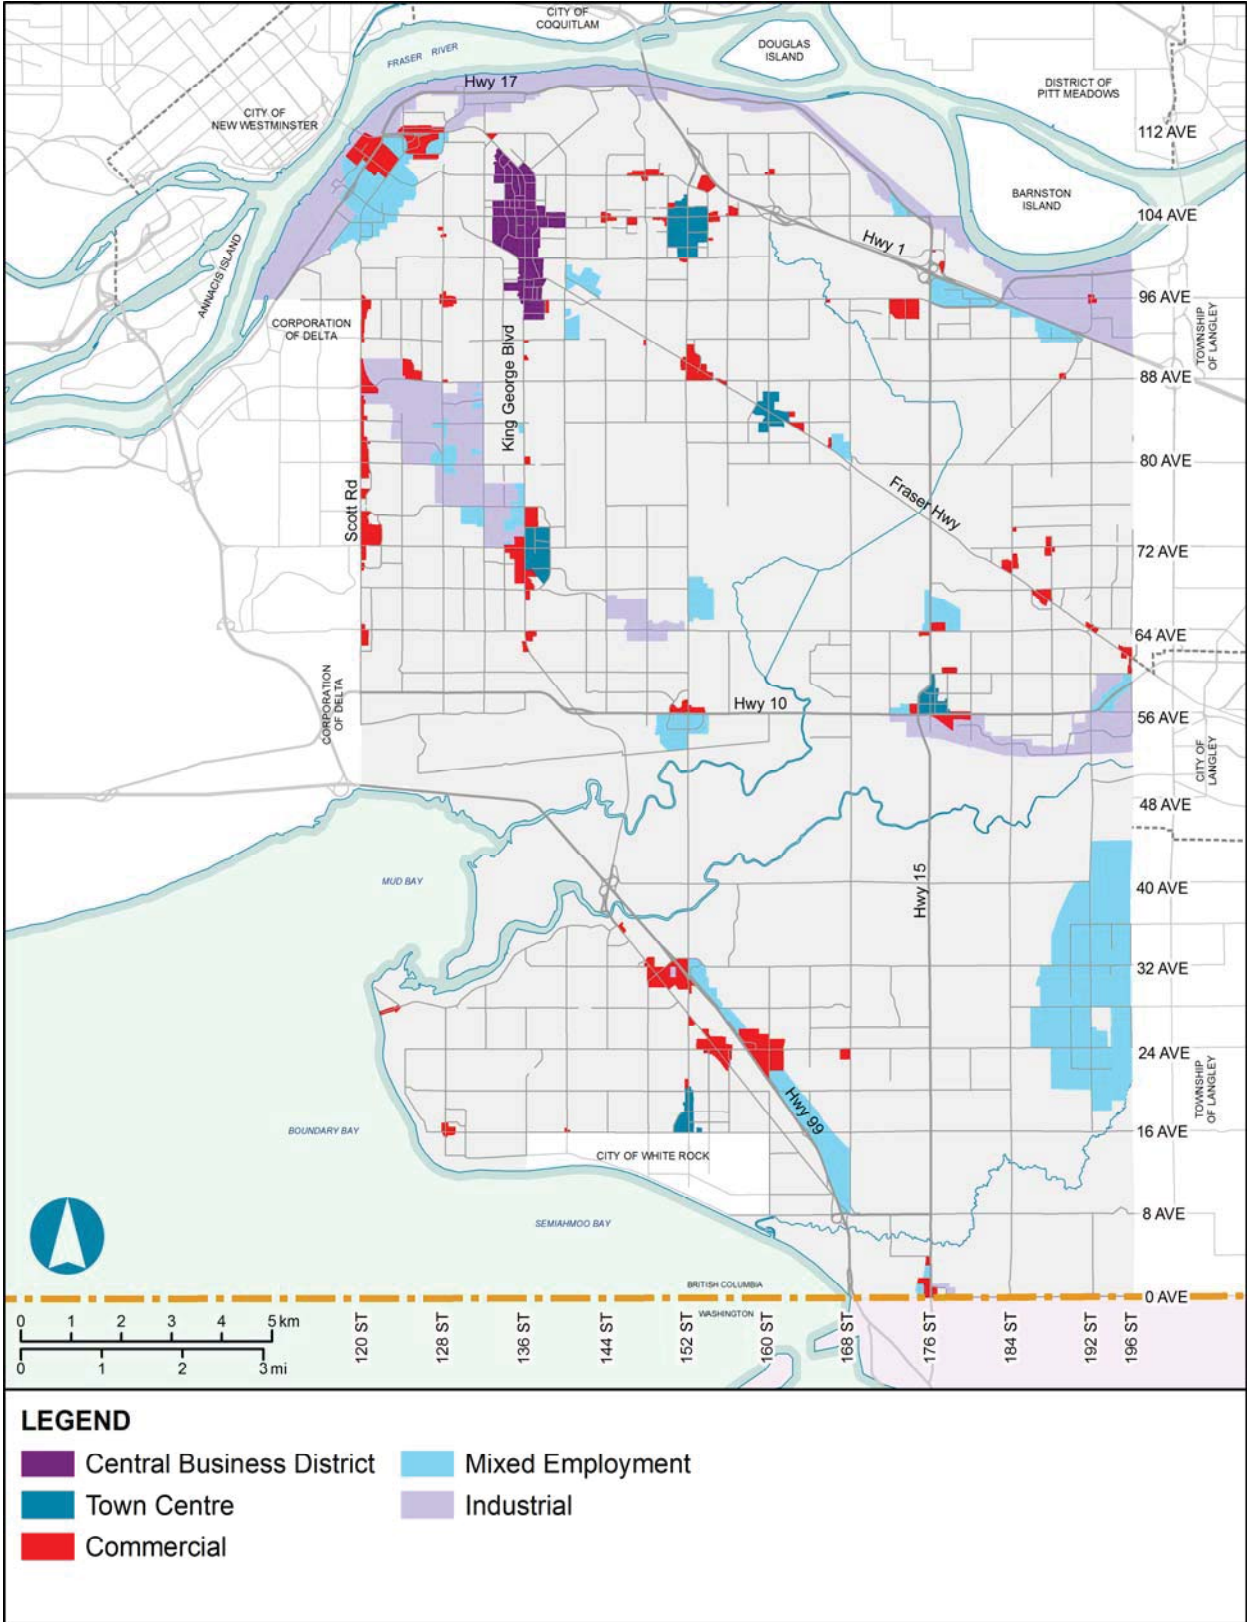 CITY OF
COQUITLAM
DOUGLAS
ISLAND
FRASER RIVER
Hwy 17
DISTRICT OF
PITT MEADOWS
CITY OF
NEW WESTMINSTER
112 AVE
BARNSTON
ISLAND
104 AVE
Hwy 1
ANNACIS ISLAND
96 AVE
CORPORATION
OF DELTA
TOWNSHIP
OF LANGLEY
King George Blvd
88 AVE
80 AVE
Fraser Hwy
Scott Rd
72 AVE
64 AVE
CORPORATION
OF DELTA
Hwy 10
56 AVE
CITY OF
LANGLEY
48 AVE
MUD BAY
Hwy 15
40 AVE
32 AVE
24 AVE
TOWNSHIP
OF LANGLEY
Hwy 99
BOUNDARY BAY
16 AVE
CITY OF WHITE ROCK
SEMIAHMOO BAY
8 AVE
BRITISH COLUMBIA
0 AVE
WASHINGTON
0 1 2 3 4 5 km
0 1 2 3 mi
120 ST
128 ST
136 ST
144 ST
152 ST
160 ST
168 ST
176 ST
184 ST
192 ST
196 ST
LEGEND
Central Business District
Mixed Employment
Town Centre
Industrial
Commercial